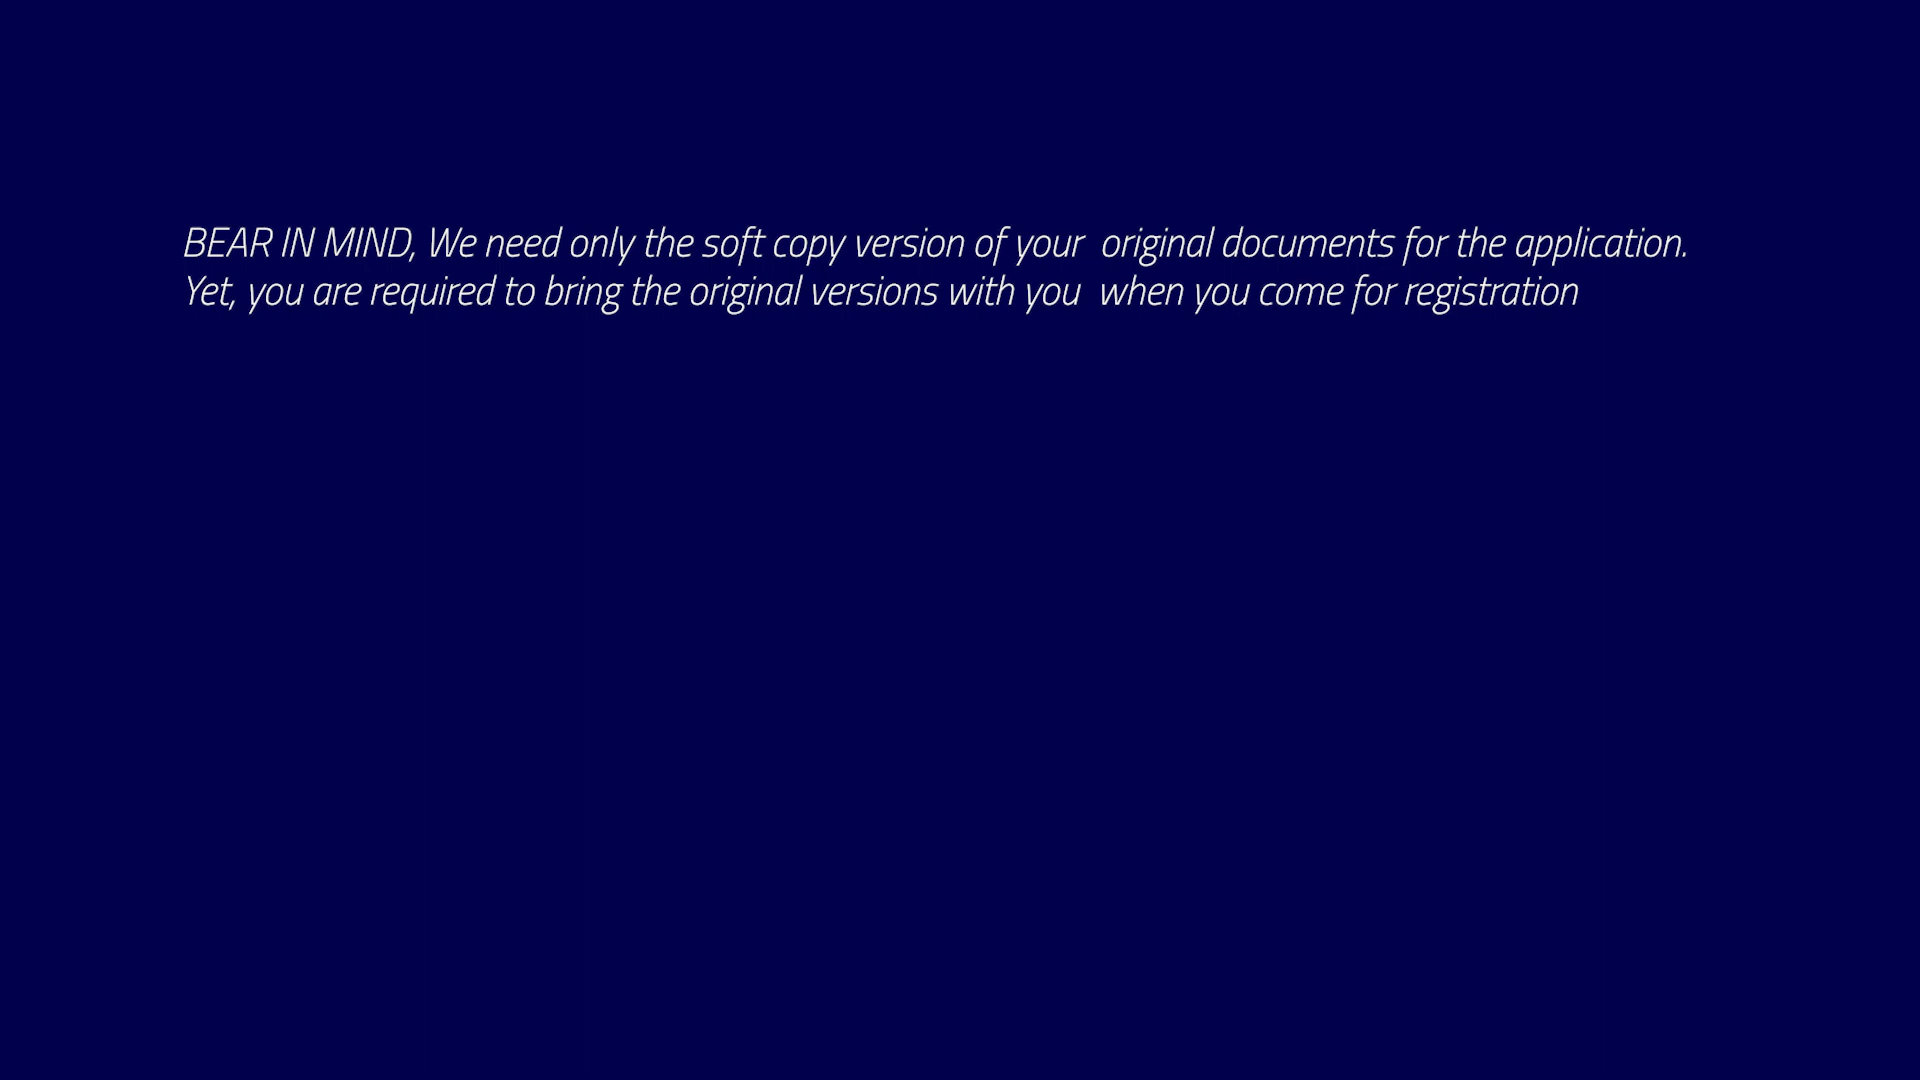 BEAR IN MIND, We need only the soft copy version of your  original documents for the application.
Yet, you are required to bring the original versions with you  when you come for registration